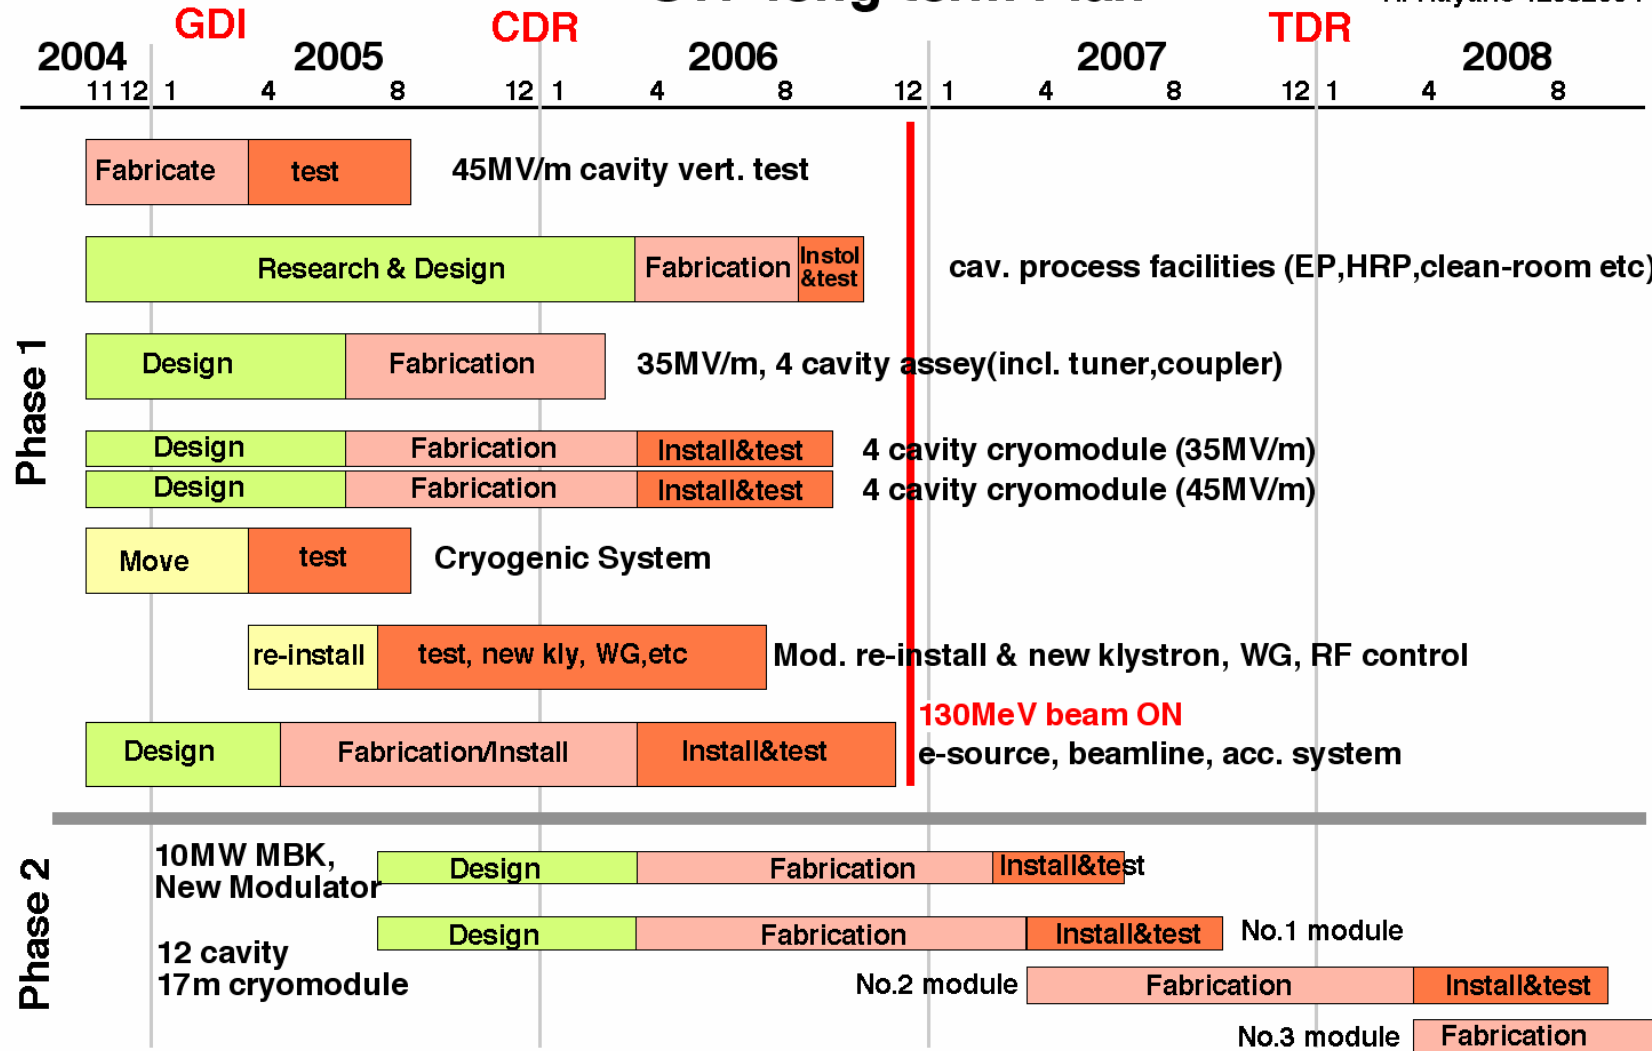 GDI CDR TDR
2004 2005 2006 2007 2008
11 12 1 4 8 12 1 4 8 12 1 4 8 12 1 4 8
Fabricate test 45MV/m cavity vert. test
Research & Design Fabrication Instol
&test
cav. process facilities (EP,HRP,clean-room etc)
Phase 1
Design Fabrication 35MV/m, 4 cavity assey(incl. tuner,coupler)
Design Fabrication Install&test 4 cavity cryomodule (35MV/m)
Design Fabrication Install&test 4 cavity cryomodule (45MV/m)
Move test Cryogenic System
re-install test, new kly, WG,etc Mod. re-install & new klystron, WG, RF control
130MeV beam ON
Design Fabrication/Install Install&test e-source, beamline, acc. system
Phase 2
10MW MBK,
New Modulator
Design Fabrication Install&test
Design Fabrication Install&test No.1 module
12 cavity
17m cryomodule
No.2 module Fabrication Install&test
No.3 module Fabrication